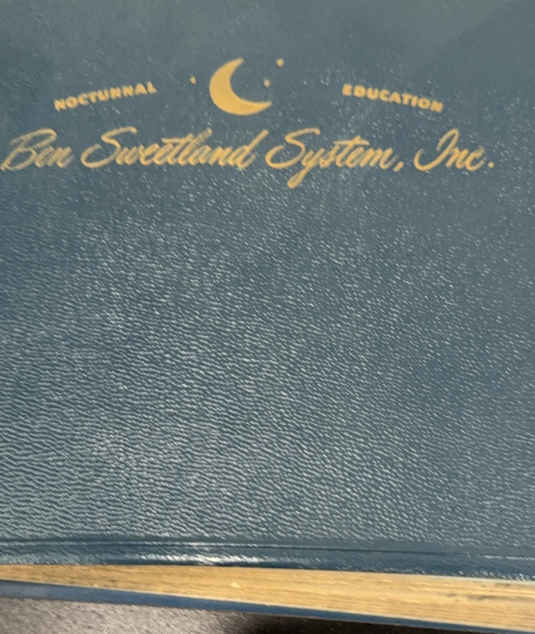 NOCTURNAL EDUCATION
Ben Sweetland System, Inc.